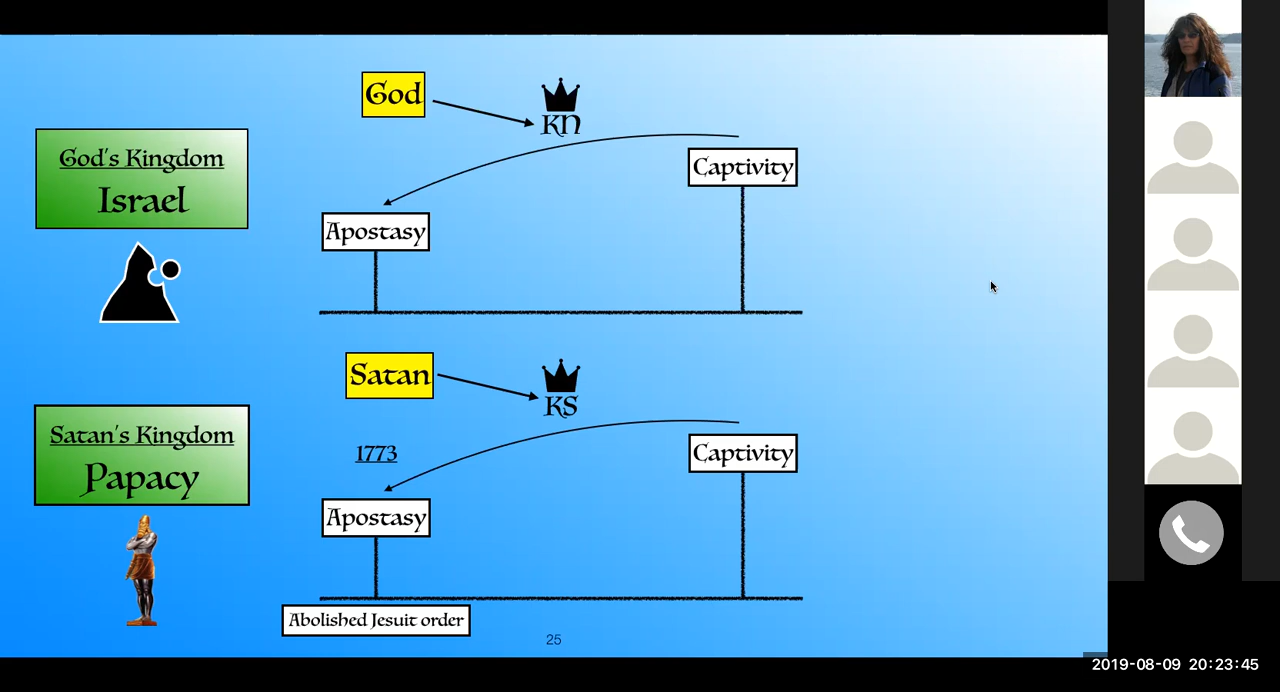 God
KN
God's Kingdom
Israel
Captivity
Apostasy
Satan
KS
Satan's Kingdom
Papacy
1773
Captivity
Apostasy
Abolished Jesuit order
25
2019-08-09 20:23:45